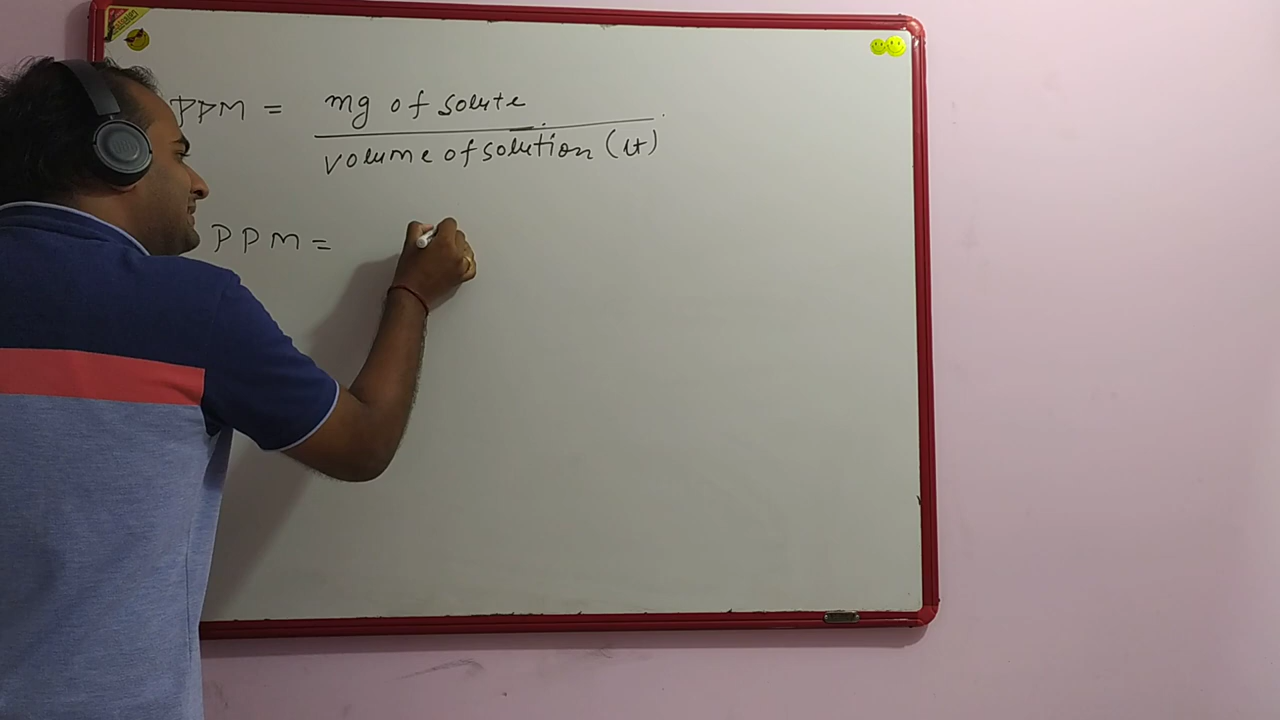 PPM = mg of solute
volume of solution (lt)
PPM =